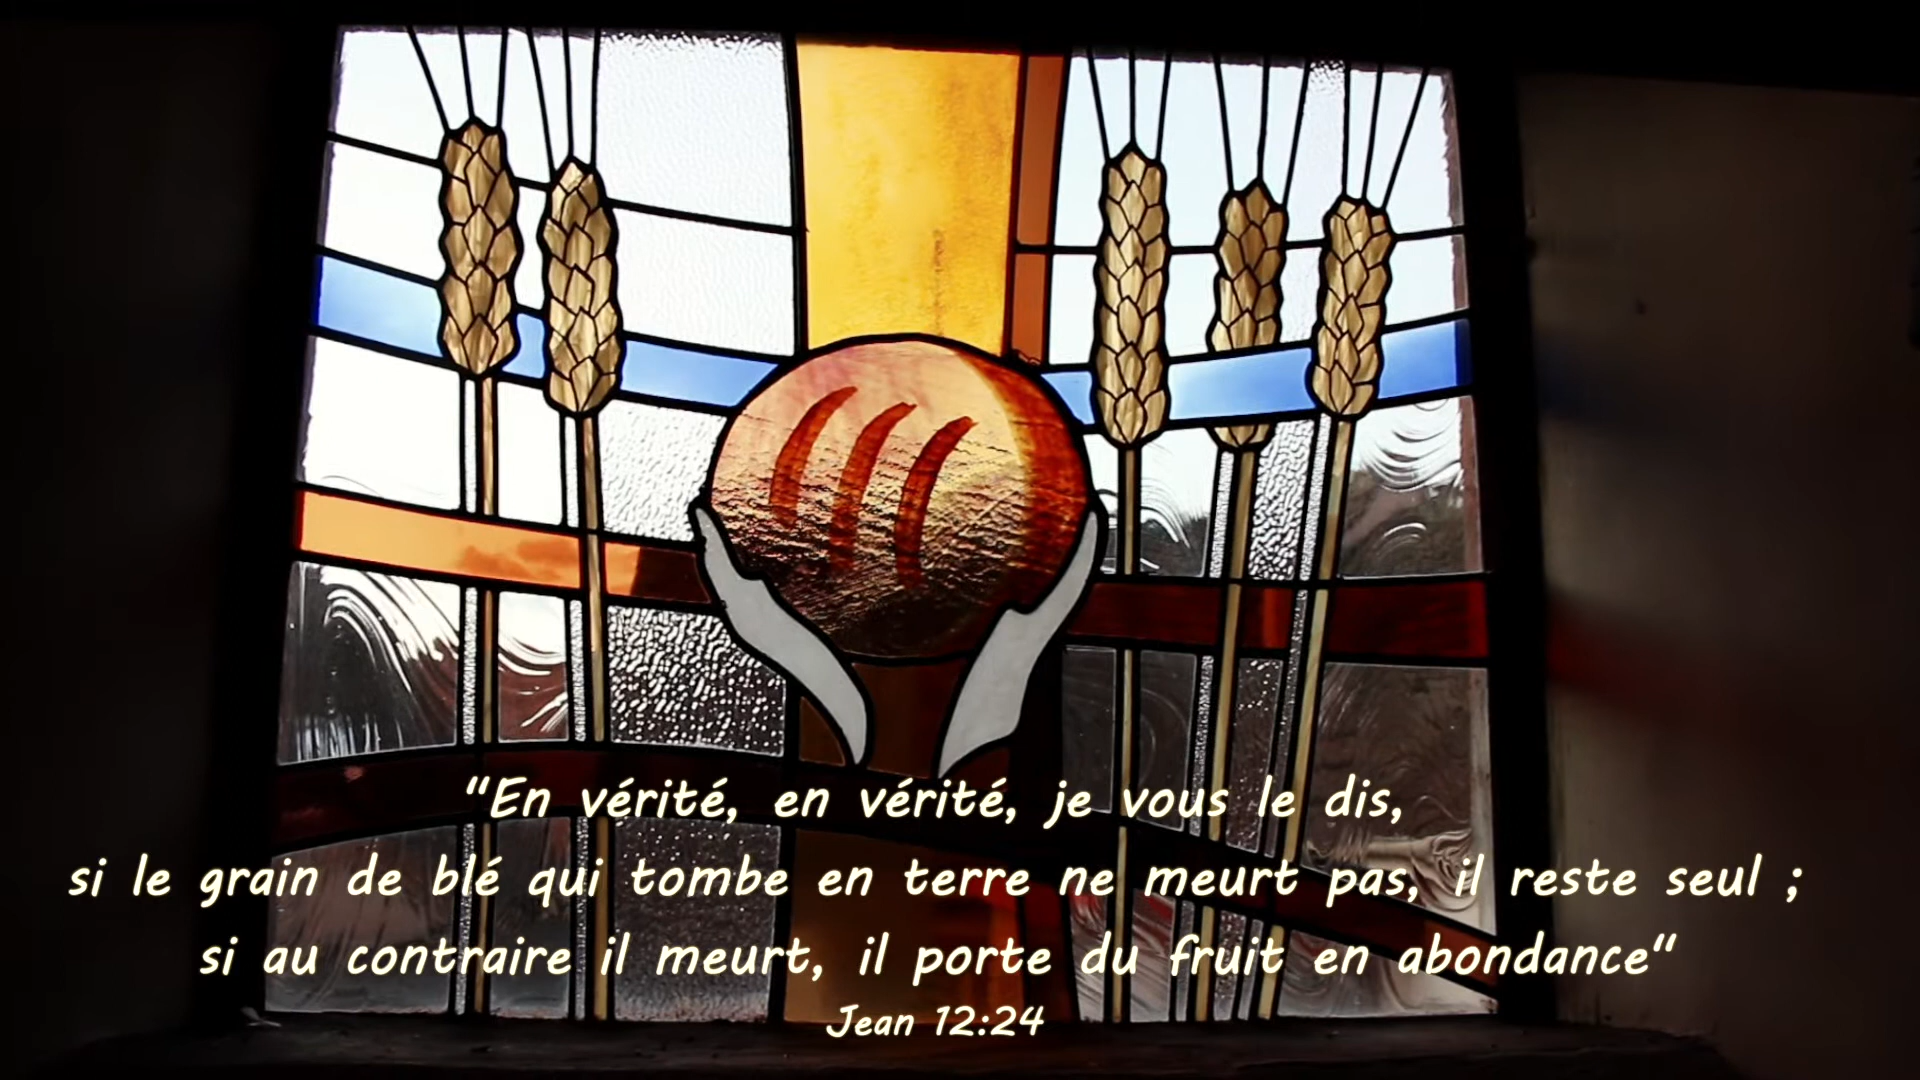 “En vérité, en vérité, je vous le dis,
si le grain de blé qui tombe en terre ne meurt pas, il reste seul ;
si au contraire il meurt, il porte du fruit en abondance“
Jean 12:24